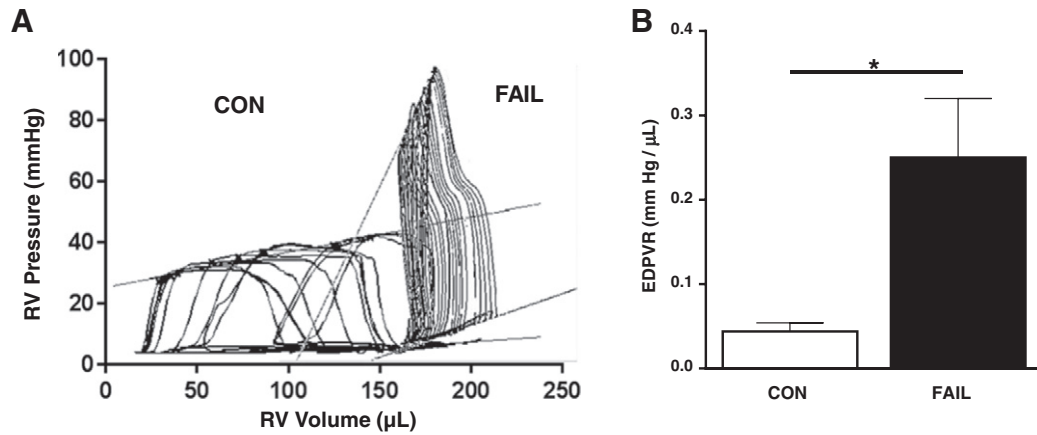 A
100
80
60
40
20
0
RV Pressure (mmHg)
CON
FAIL
0 50 100 150 200 250
RV Volume (µL)
B
0.4
0.3
0.2
0.1
0.0
EDPVR (mm Hg / µL)
*
CON FAIL